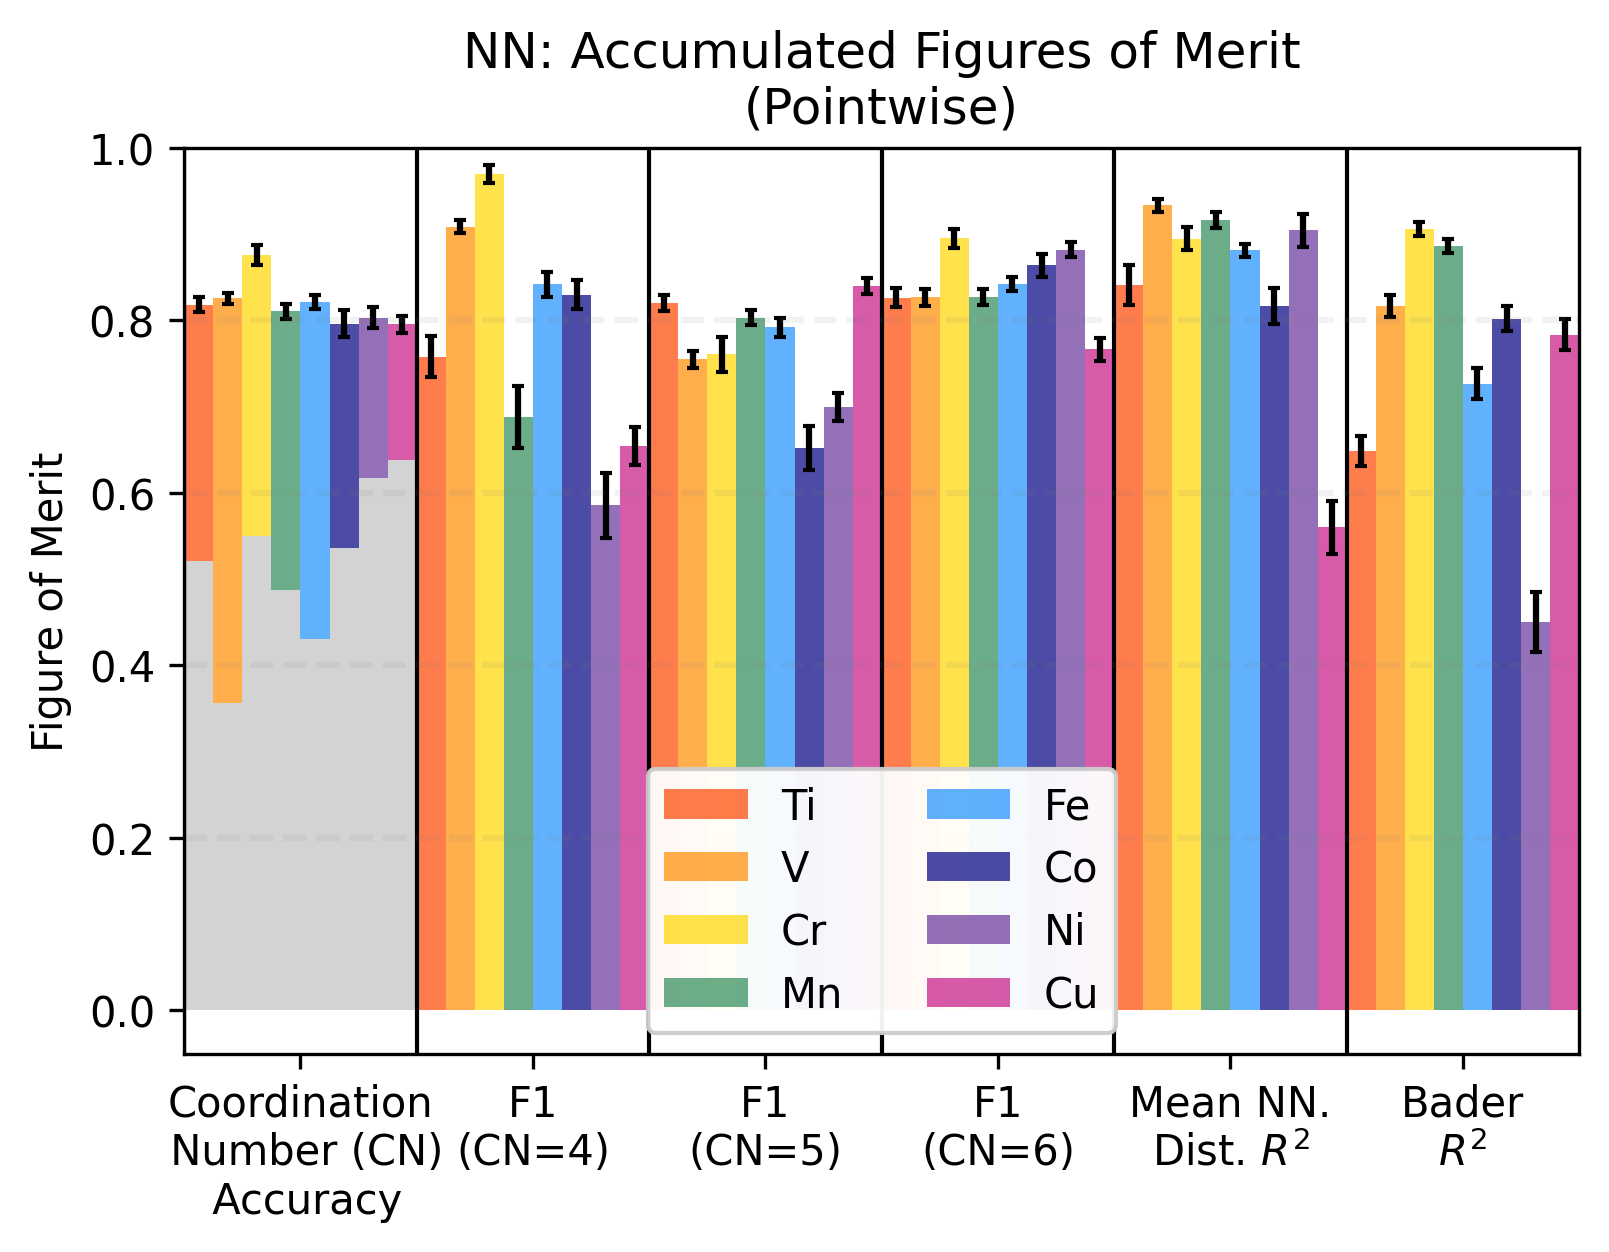 NN: Accumulated Figures of Merit
(Pointwise)
Figure of Merit
1.0
0.8
0.6
0.4
0.2
0.0
Ti
V
Cr
Mn
Fe
Co
Ni
Cu
Coordination
Number (CN)
Accuracy
F1
(CN=4)
F1
(CN=5)
F1
(CN=6)
Mean NN.
Dist. R²
Bader
R²